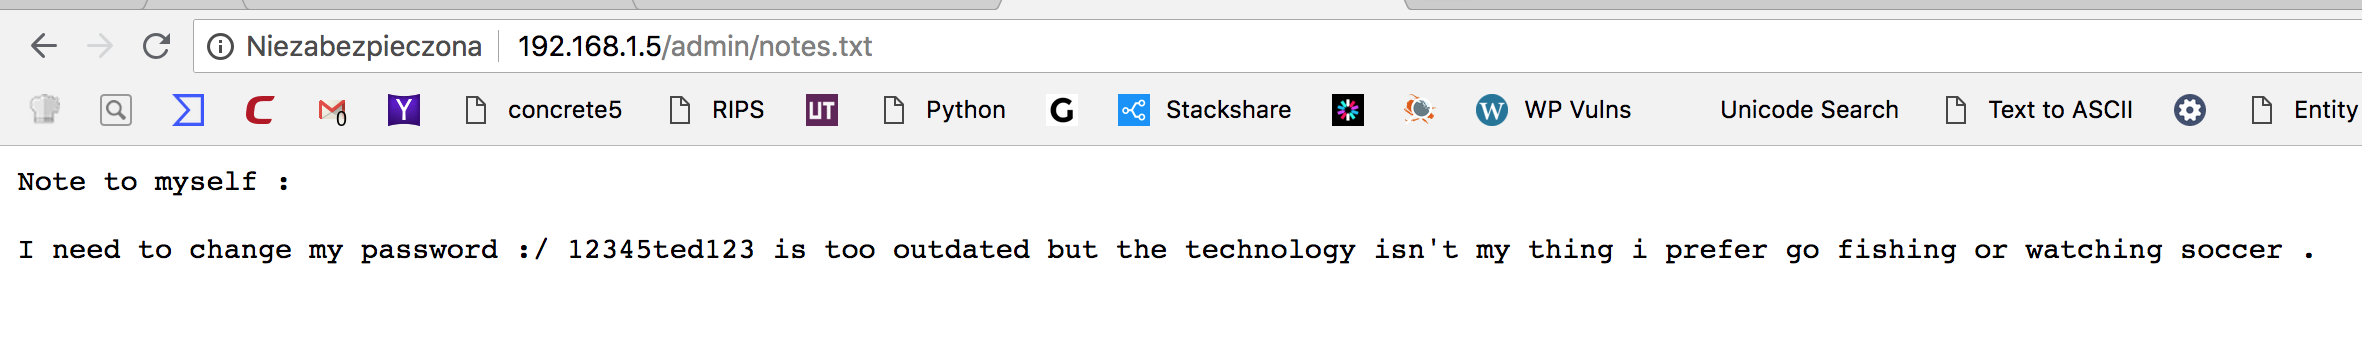 Niezabezpieczona 192.168.1.5/admin/notes.txt
0 Y concrete5 RIPS UT Python G Stackshare W WP Vulns Unicode Search Text to ASCII Entity
Note to myself :
I need to change my password :/ 12345ted123 is too outdated but the technology isn't my thing i prefer go fishing or watching soccer .